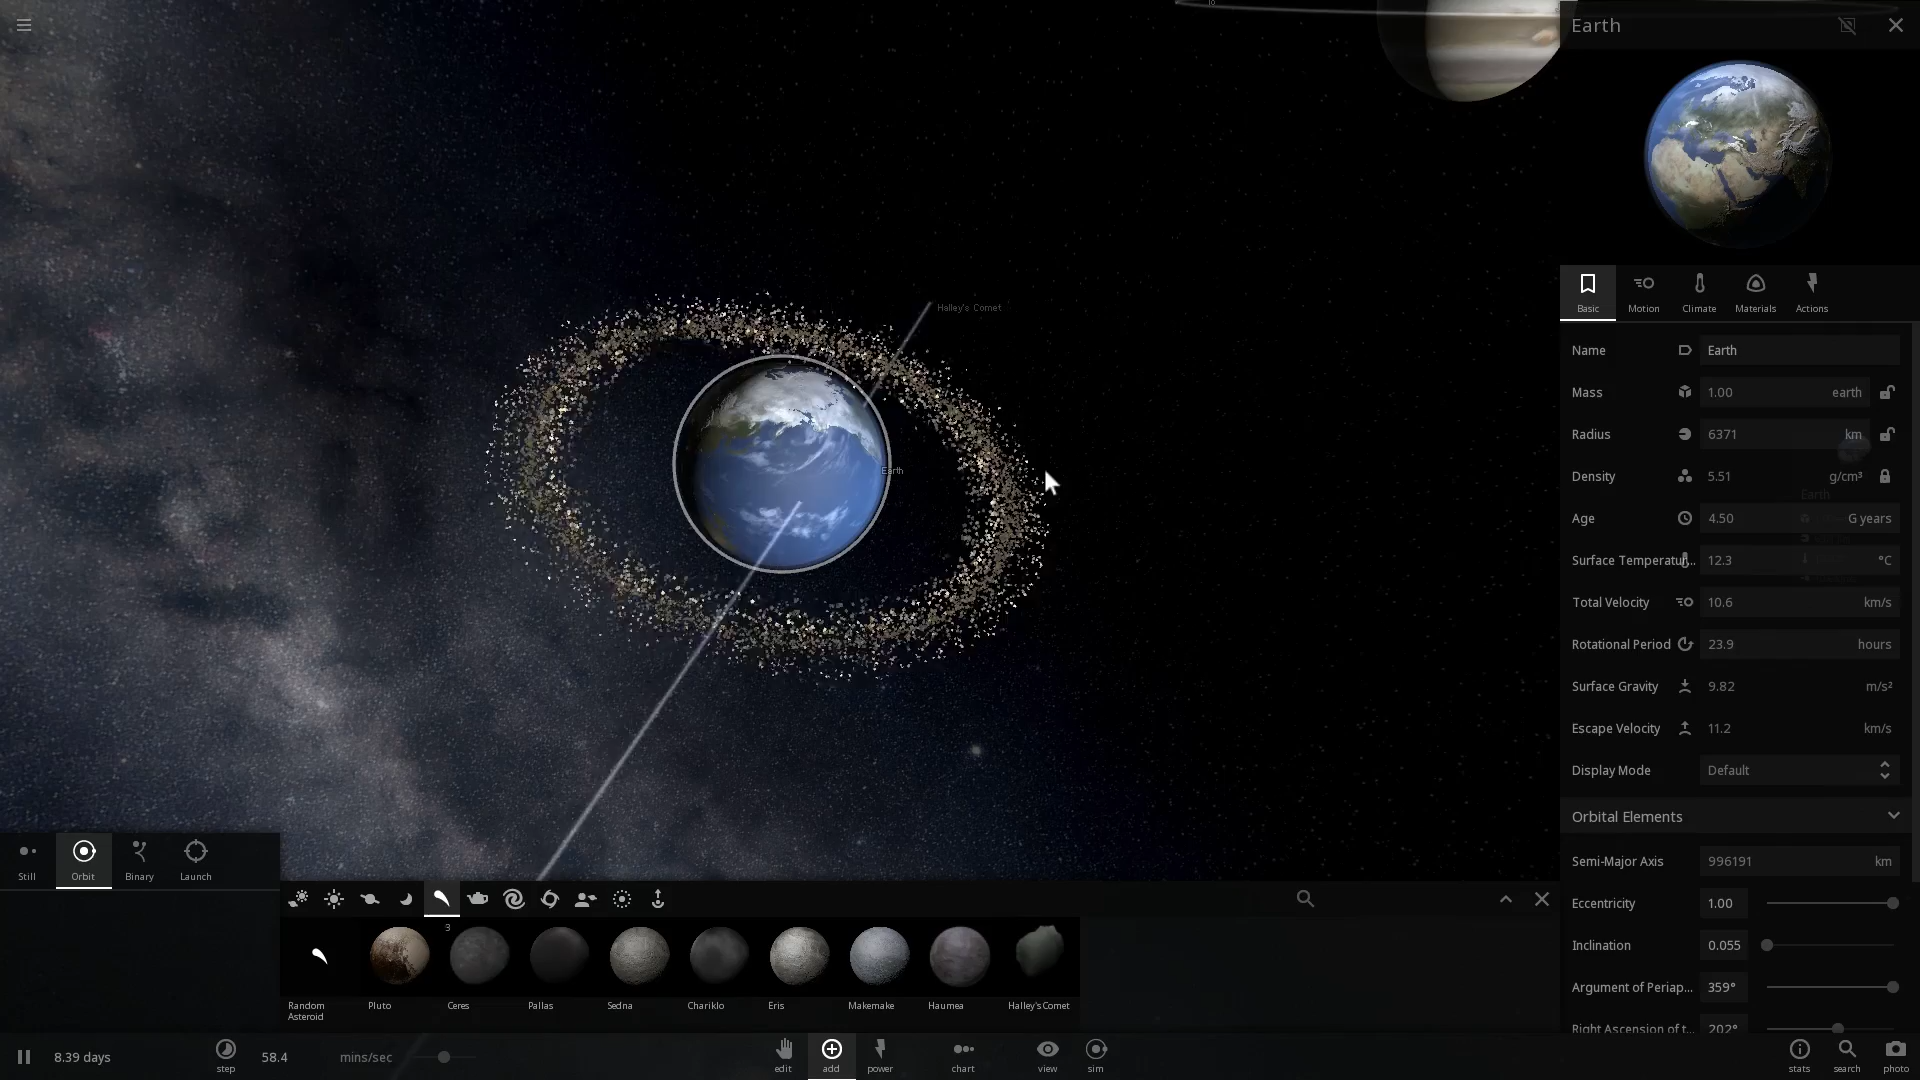 Io
Earth
Halley's Comet
Earth
Basic
Motion
Climate
Materials
Actions
Name
Earth
Mass
1.00
earth
Radius
6371
km
Density
5.51
g/cm³
Earth
Age
4.50
G years
Surface Temperatur...
12.3
°C
Total Velocity
10.6
km/s
Rotational Period
23.9
hours
Surface Gravity
9.82
m/s²
Escape Velocity
11.2
km/s
Display Mode
Default
Orbital Elements
Semi-Major Axis
996191
km
Eccentricity
1.00
Inclination
0.055
Argument of Periap...
359°
Right Ascension of t...
202°
Still
Orbit
Binary
Launch
3
Random
Asteroid
Pluto
Ceres
Pallas
Sedna
Chariklo
Eris
Makemake
Haumea
Halley's Comet
8.39 days
step
58.4
mins/sec
edit
add
power
chart
view
sim
stats
search
photo